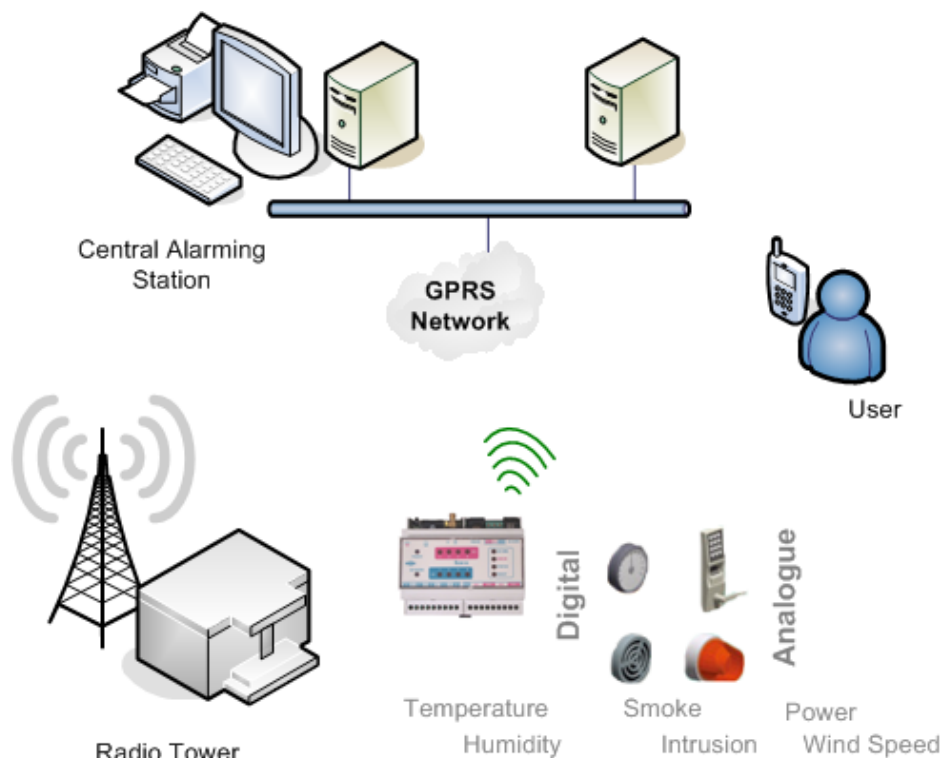 Central Alarming
Station
GPRS
Network
User
Digital
Analogue
Temperature
Smoke
Power
Humidity
Intrusion
Wind Speed
Radio Tower